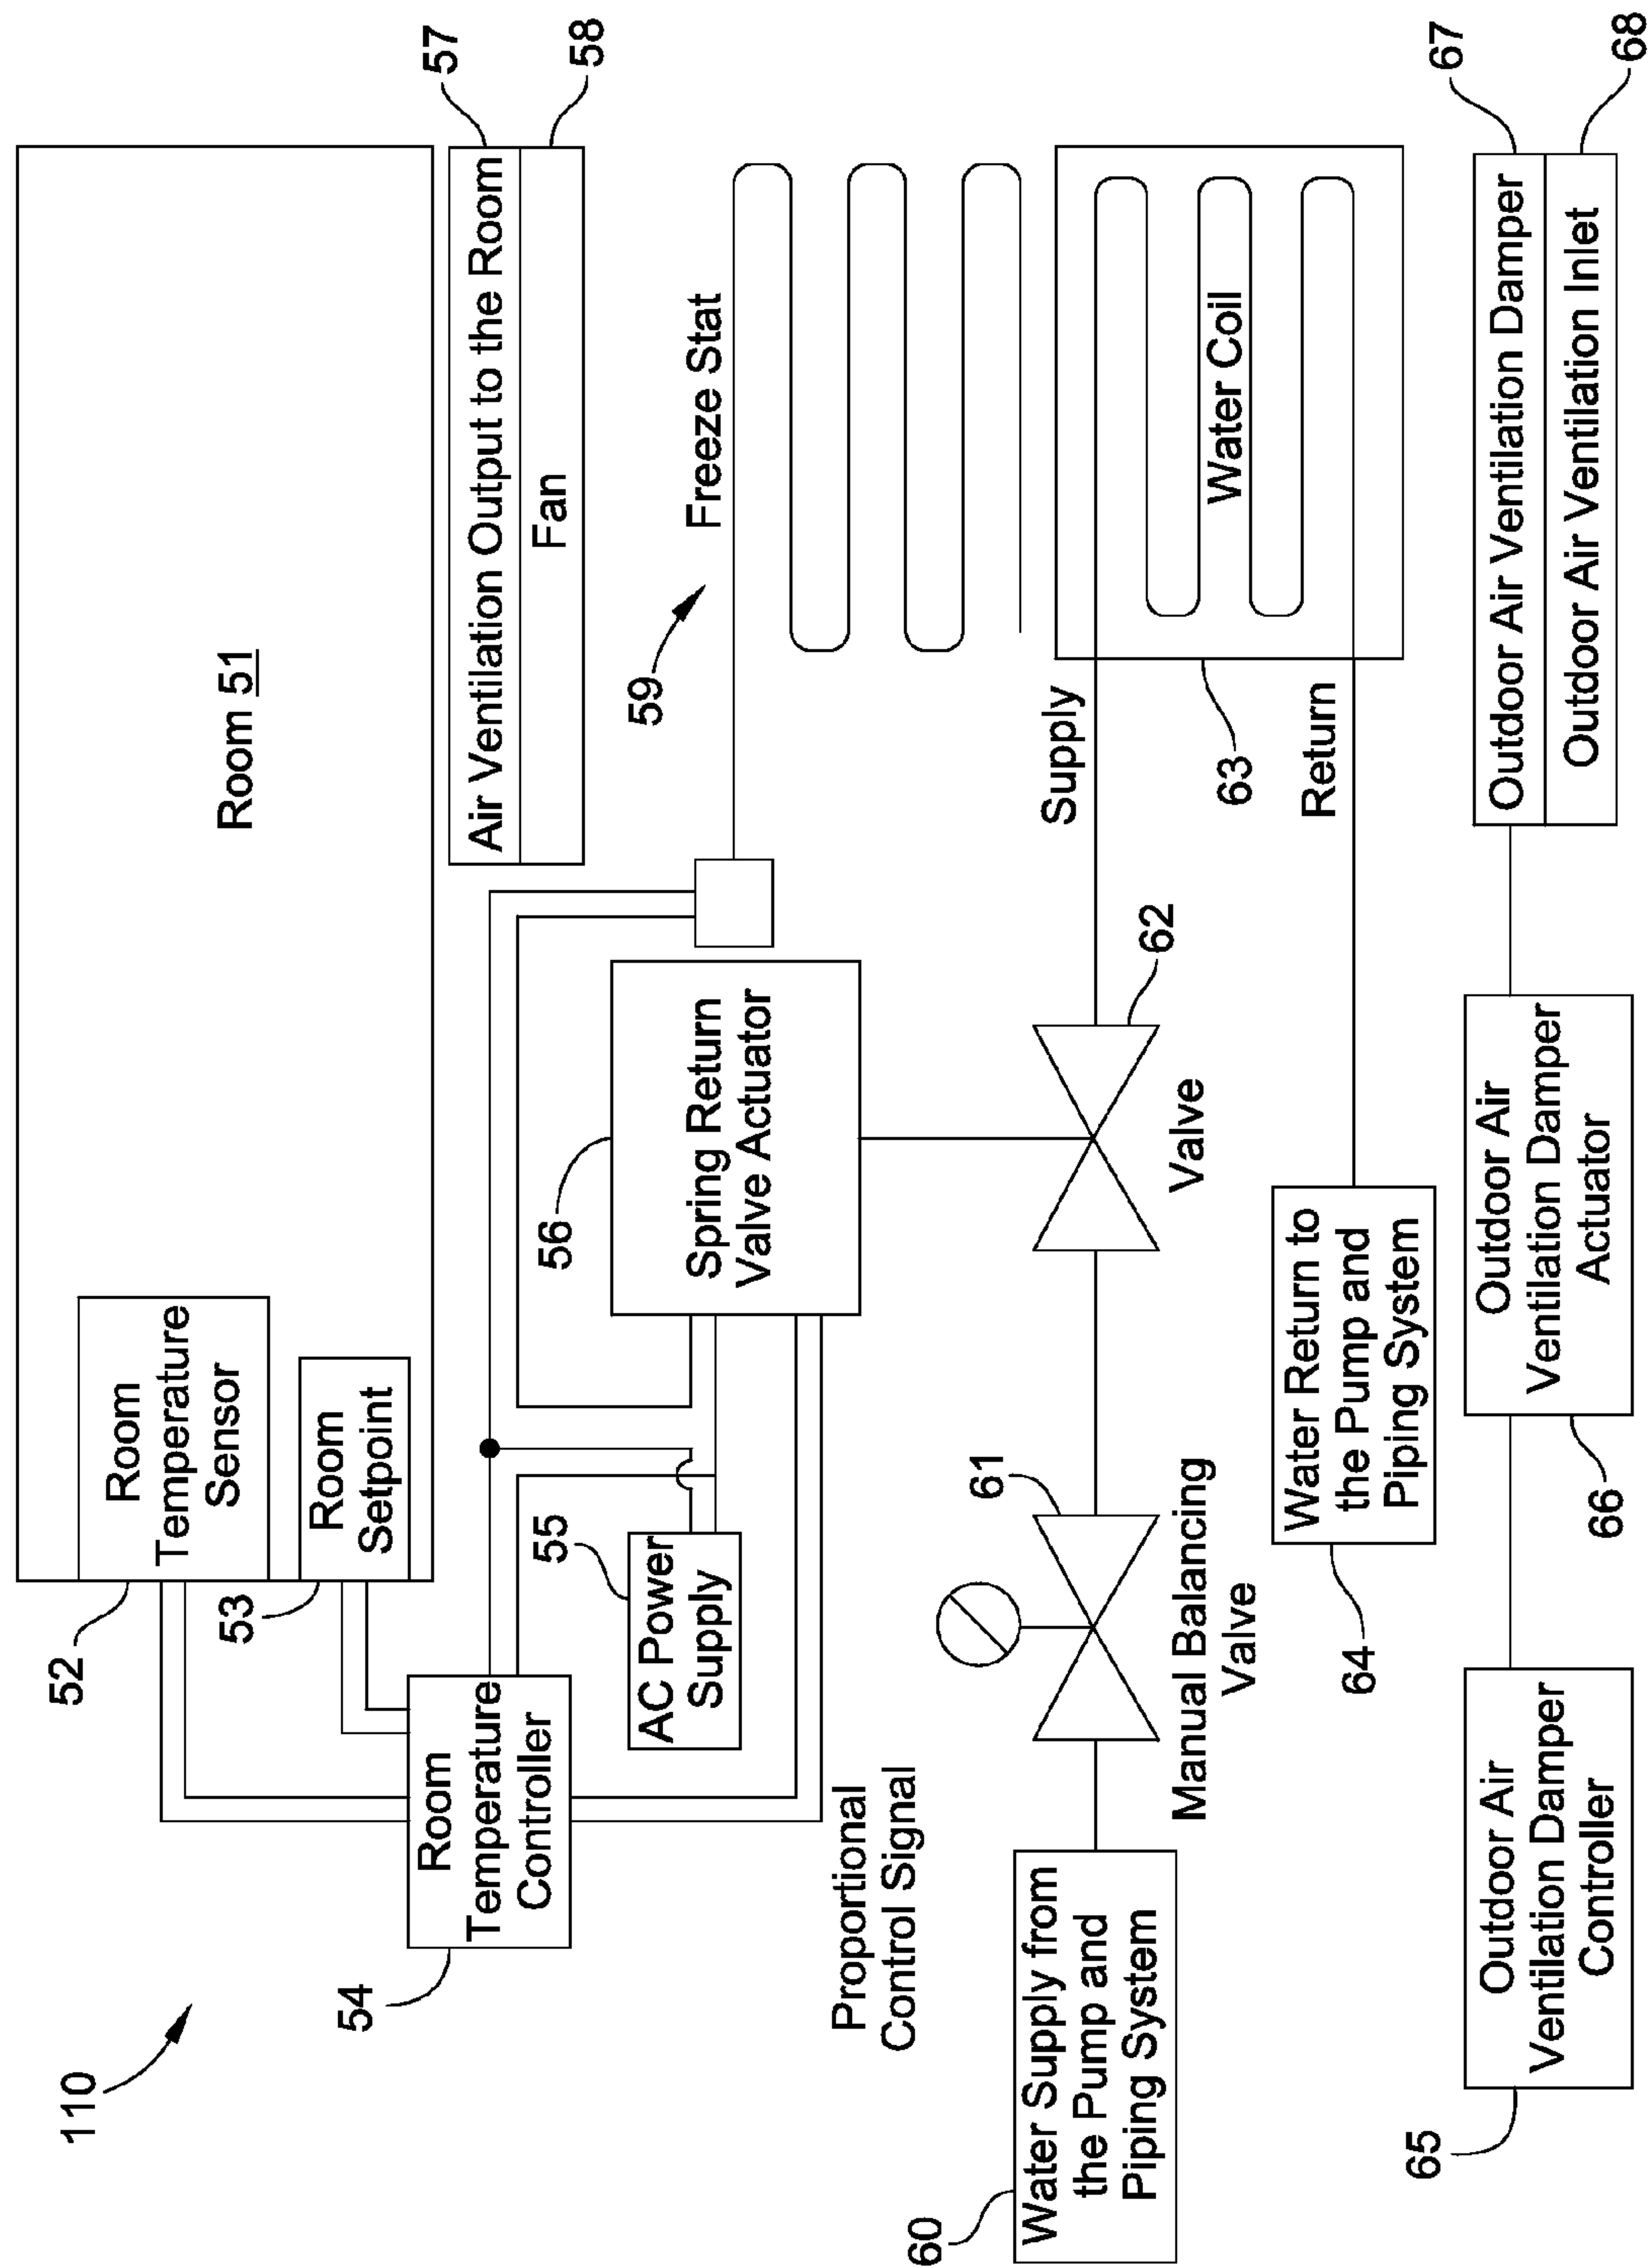 110
Room 51
52
Room
Temperature
Sensor
53
Room
Setpoint
54
Room
Temperature
Controller
55
AC Power
Supply
Proportional
Control Signal
56
Spring Return
Valve Actuator
Air Ventilation Output to the Room
57
Fan
58
59
Freeze Stat
60
Water Supply from
the Pump and
Piping System
61
Manual Balancing
Valve
62
Valve
Supply
63
Water Coil
Return
64
Water Return to
the Pump and
Piping System
65
Outdoor Air
Ventilation Damper
Controller
66
Outdoor Air
Ventilation Damper
Actuator
Outdoor Air Ventilation Damper
67
Outdoor Air Ventilation Inlet
68